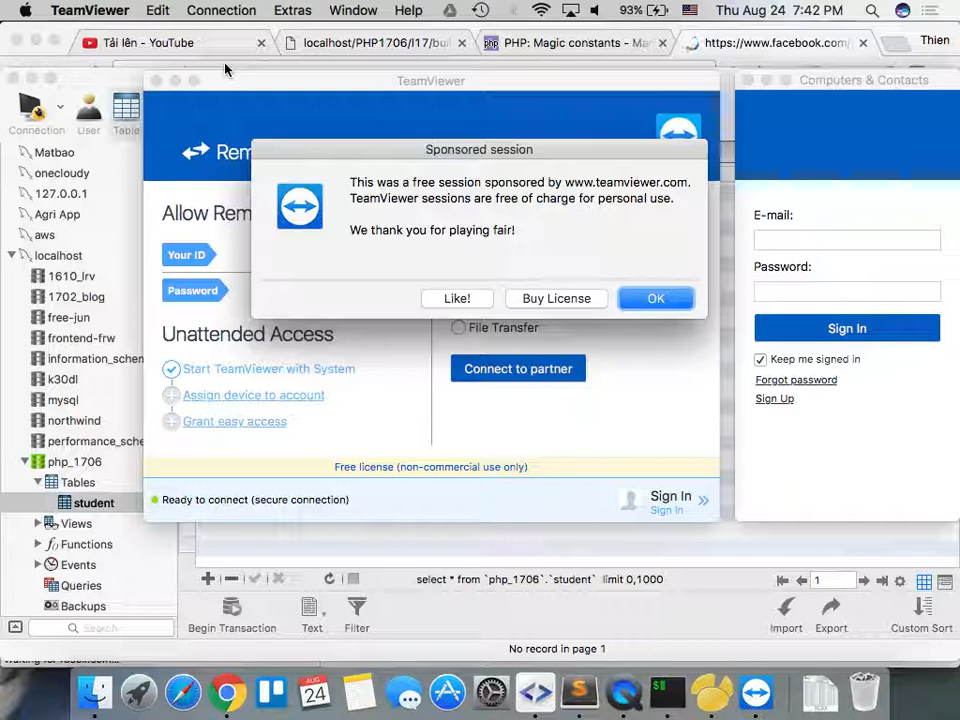 TeamViewer Edit Connection Extras Window Help 93% Thu Aug 24 7:42 PM
Tải lên - YouTube
localhost/PHP1706/l17/bui
php PHP: Magic constants - Ma
https://www.facebook.com/
Thien
TeamViewer
Computers & Contacts
Connection
User
Table
Matbao
onecloudy
127.0.0.1
Agri App
aws
localhost
1610_lrv
1702_blog
free-jun
frontend-frw
information_schem
k30dl
mysql
northwind
performance_sche
php_1706
Tables
student
Views
Functions
Events
Queries
Backups
Search
Rem
Allow Rem
Your ID
Password
Unattended Access
Start TeamViewer with System
Assign device to account
Grant easy access
Sponsored session
This was a free session sponsored by www.teamviewer.com.
TeamViewer sessions are free of charge for personal use.
We thank you for playing fair!
Like!
Buy License
OK
File Transfer
Connect to partner
Free license (non-commercial use only)
Ready to connect (secure connection)
Sign In
Sign In
E-mail:
Password:
Sign In
Keep me signed in
Forgot password
Sign Up
select * from `php_1706`.`student` limit 0,1000
1
Begin Transaction
Text
Filter
Import
Export
Custom Sort
No record in page 1
AUG
24